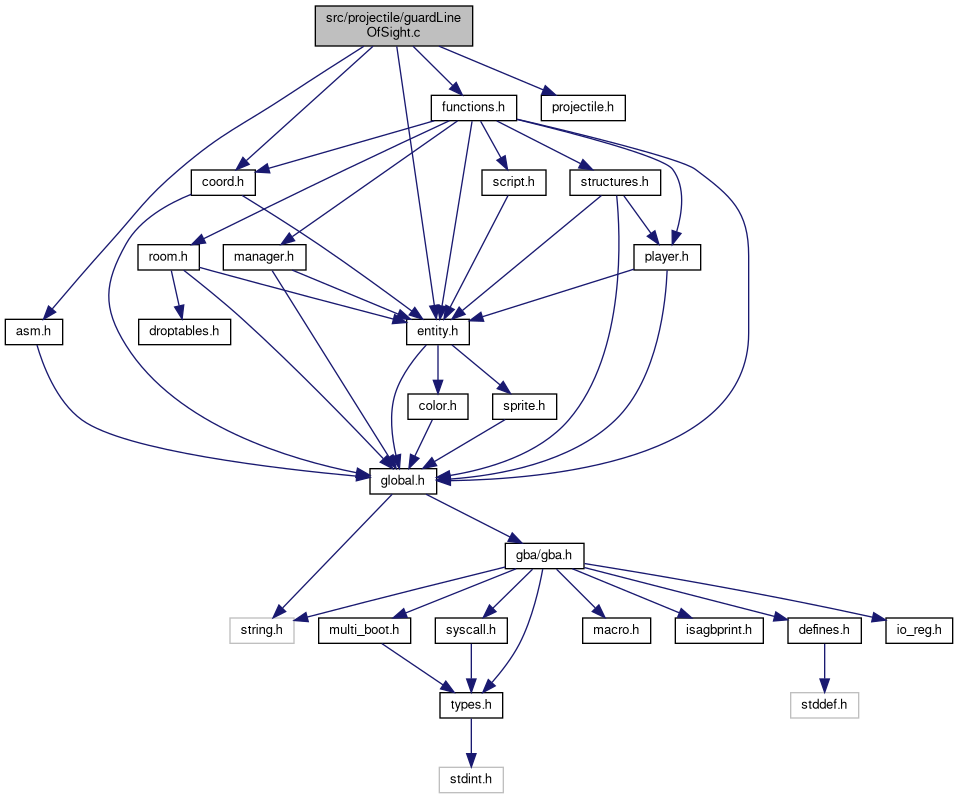 src/projectile/guardLine
OfSight.c
functions.h
projectile.h
coord.h
script.h
structures.h
room.h
manager.h
player.h
asm.h
droptables.h
entity.h
color.h
sprite.h
global.h
gba/gba.h
string.h
multi_boot.h
syscall.h
macro.h
isagbprint.h
defines.h
io_reg.h
types.h
stddef.h
stdint.h